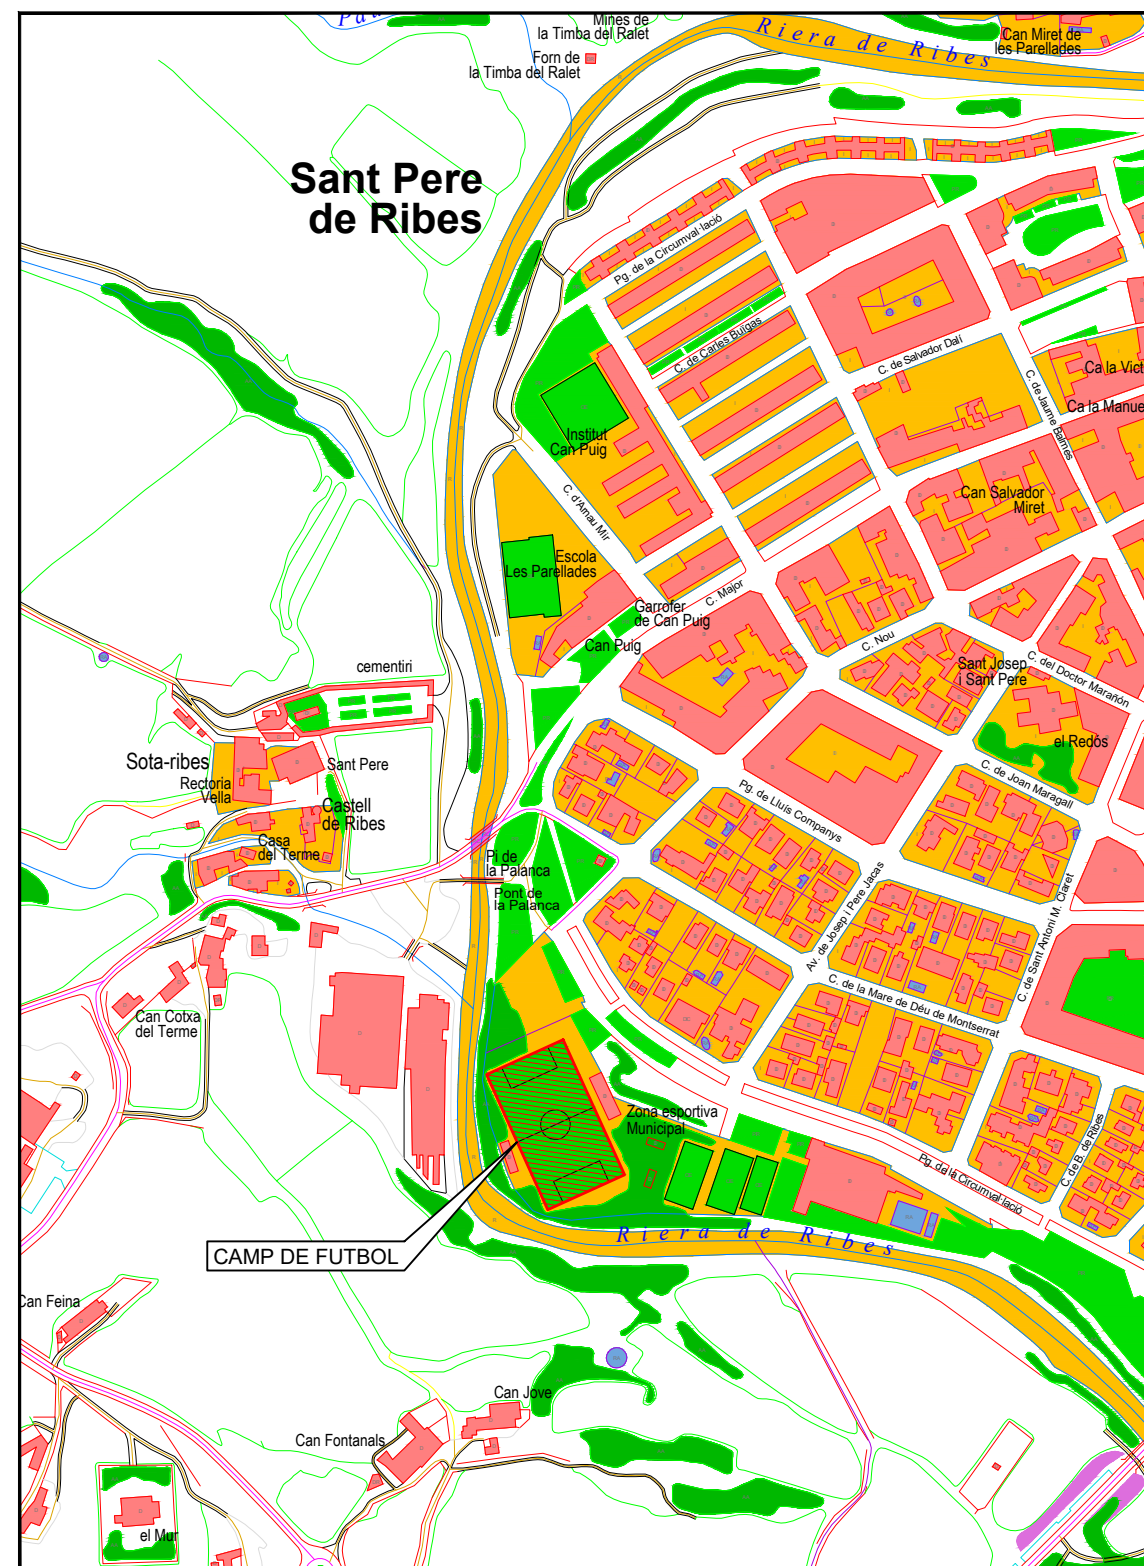 Mines de
la Timba del Ralet
Forn de
la Timba del Ralet
Riera de Ribes
Can Miret de
les Parellades
Sant Pere
de Ribes
Pg. de la Circumval·lació
C. de Carles Buïgas
C. de Salvador Dalí
C. de Jaume Balmes
Ca la Vict
Ca la Manue
Institut
Can Puig
C. d'Arnau Mir
Can Salvador
Miret
Escola
Les Parellades
Garrofer
de Can Puig
C. Major
Can Puig
C. Nou
Sant Josep
i Sant Pere
C. del Doctor Marañón
el Redós
C. de Joan Maragall
cementiri
Sota-ribes
Rectoria
Vella
Sant Pere
Castell
de Ribes
Casa
del Terme
Pg. de Lluís Companys
Pi de
la Palanca
Pont de
la Palanca
Av. de Josep i Pere Jacas
C. de Sant Antoni M. Claret
C. de la Mare de Déu de Montserrat
Can Cotxa
del Terme
Zona esportiva
Municipal
Pg. de la Circumval·lació
C. de B. de Ribes
Riera de Ribes
CAMP DE FUTBOL
Can Feina
Can Jove
Can Fontanals
el Mur